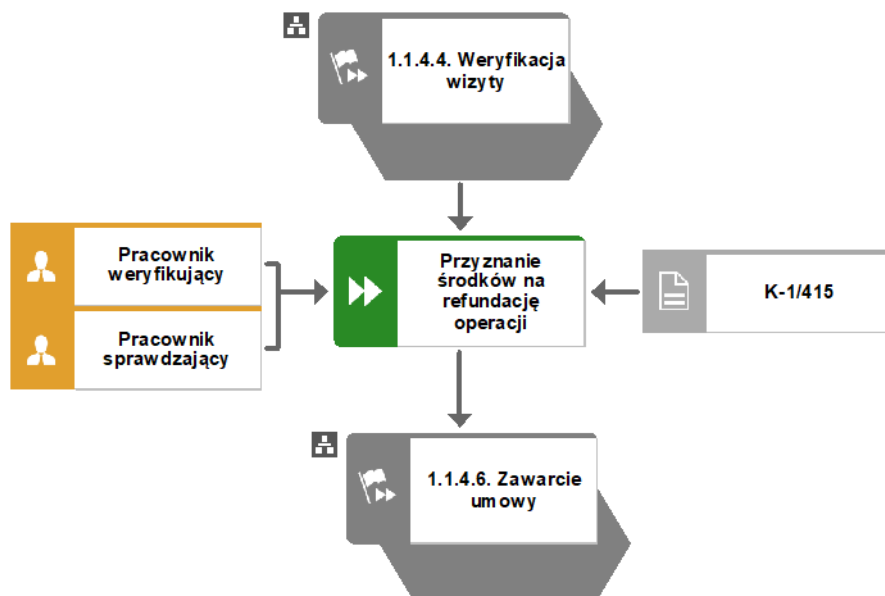 1.1.4.4. Weryfikacja
wizyty
Pracownik
weryfikujący
Pracownik
sprawdzający
Przyznanie
środków na
refundację
operacji
K-1/415
1.1.4.6. Zawarcie
umowy